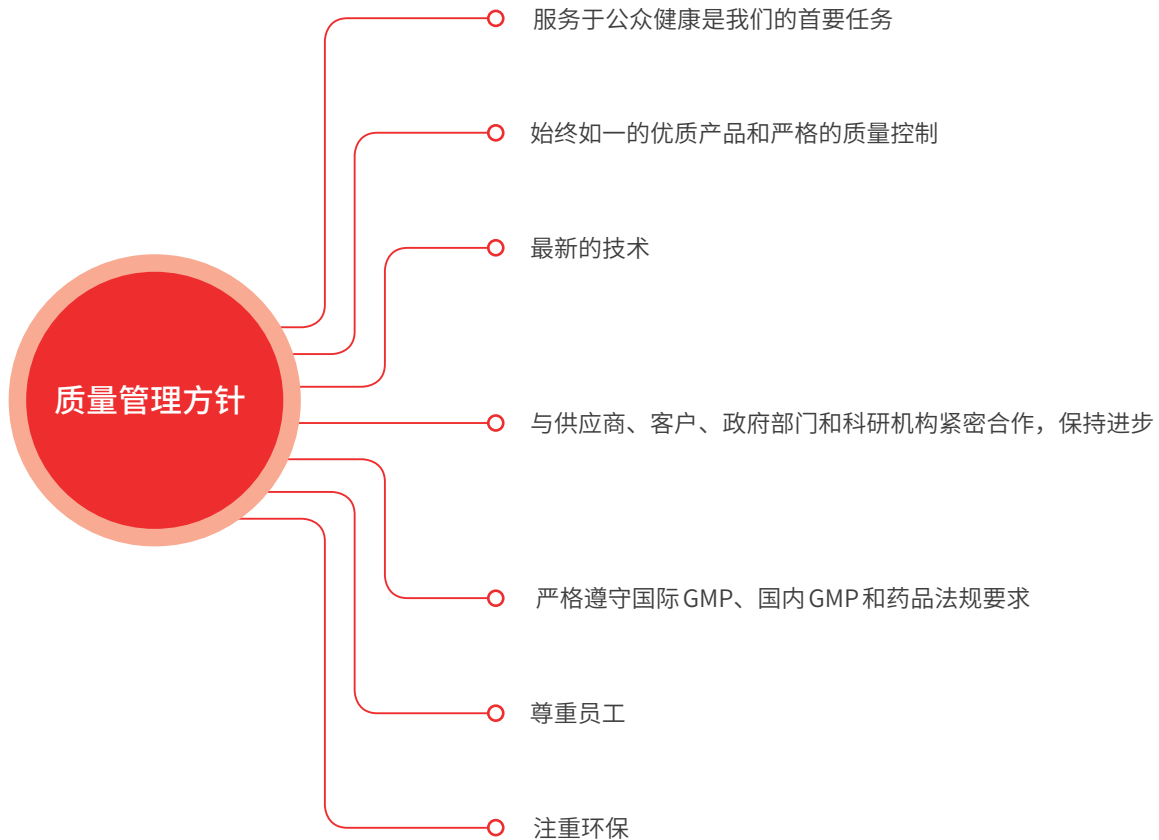 服务于公众健康是我们的首要任务
始终如一的优质产品和严格的质量控制
最新的技术
质量管理方针
与供应商、客户、政府部门和科研机构紧密合作，保持进步
严格遵守国际GMP、国内GMP和药品法规要求
尊重员工
注重环保